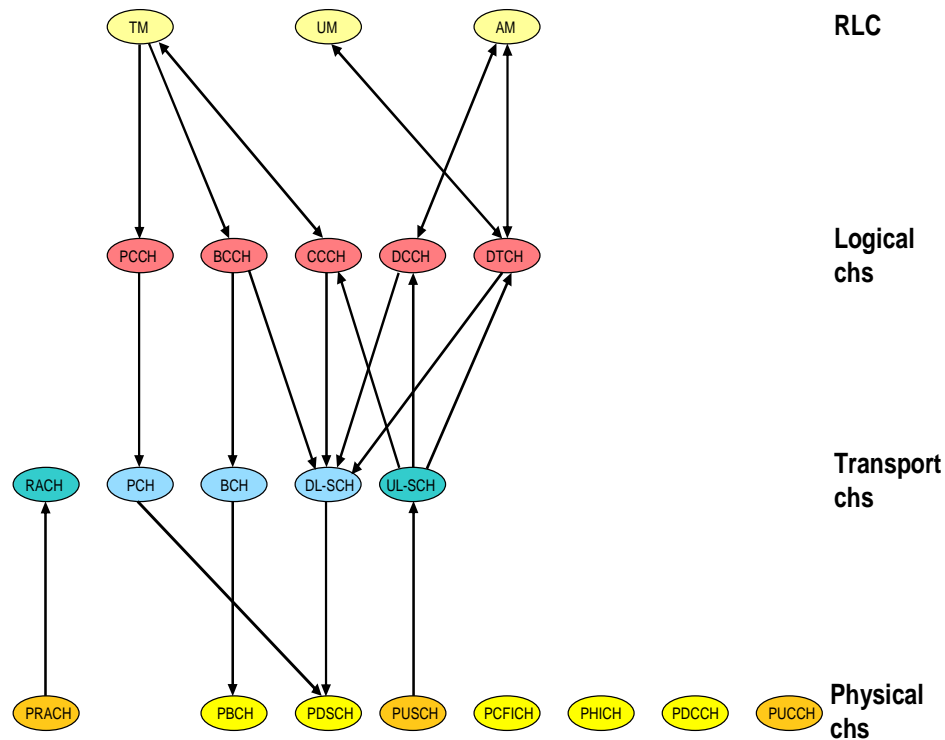 TM UM AM RLC
PCCH BCCH CCCH DCCH DTCH Logical
chs
RACH PCH BCH DL-SCH UL-SCH Transport
chs
PRACH PBCH PDSCH PUSCH PCFICH PHICH PDCCH PUCCH Physical
chs